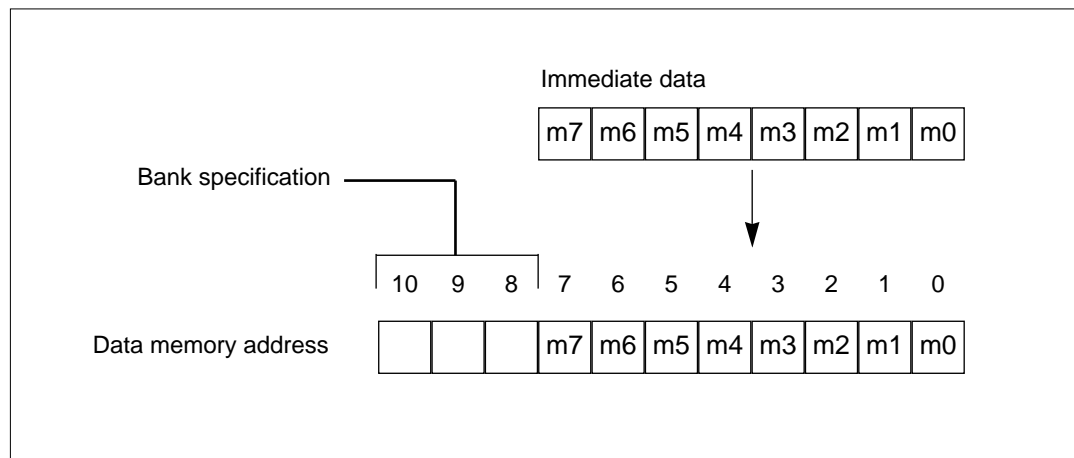 Immediate data
m7 m6 m5 m4 m3 m2 m1 m0
Bank specification
10 9 8 7 6 5 4 3 2 1 0
Data memory address m7 m6 m5 m4 m3 m2 m1 m0